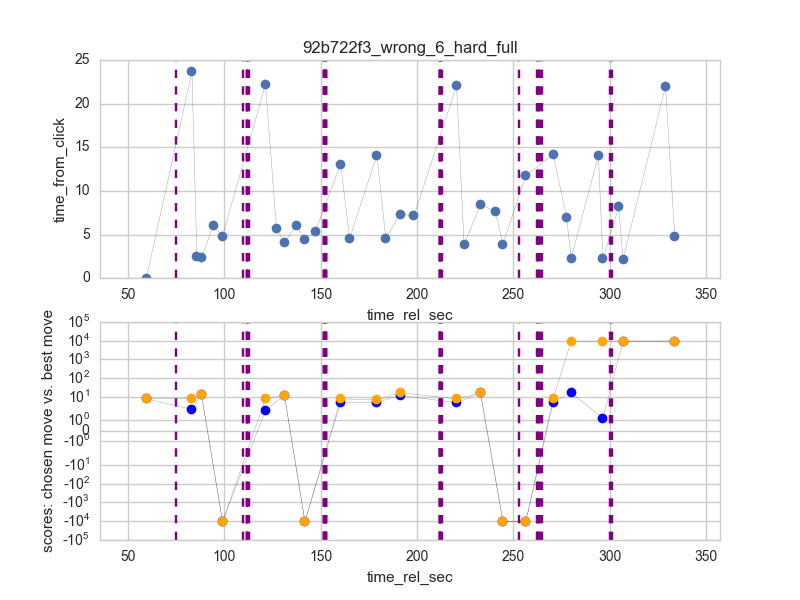 92b722f3_wrong_6_hard_full
time_from_click
25
20
15
10
5
0
50 100 150 200 250 300 350
time_rel_sec
scores: chosen move vs. best move
10^5
10^4
10^3
10^2
10^1
10^0
0
-10^0
-10^1
-10^2
-10^3
-10^4
-10^5
50 100 150 200 250 300 350
time_rel_sec